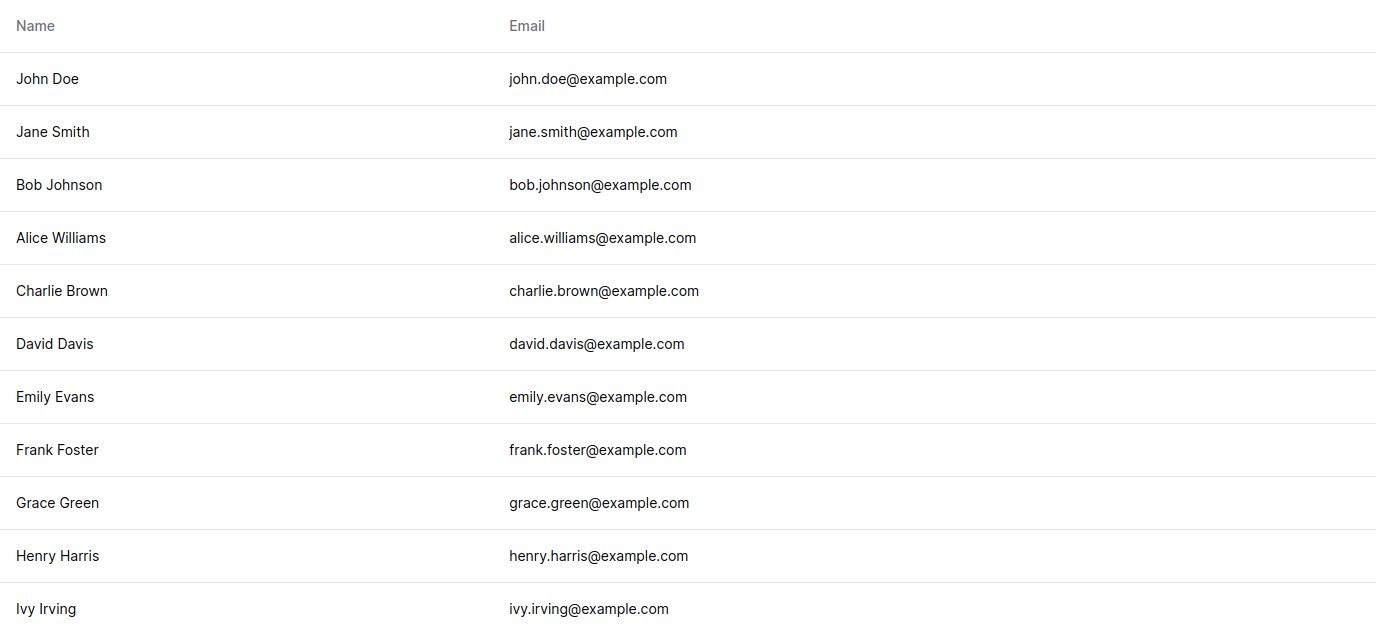 Name Email
John Doe john.doe@example.com
Jane Smith jane.smith@example.com
Bob Johnson bob.johnson@example.com
Alice Williams alice.williams@example.com
Charlie Brown charlie.brown@example.com
David Davis david.davis@example.com
Emily Evans emily.evans@example.com
Frank Foster frank.foster@example.com
Grace Green grace.green@example.com
Henry Harris henry.harris@example.com
Ivy Irving ivy.irving@example.com